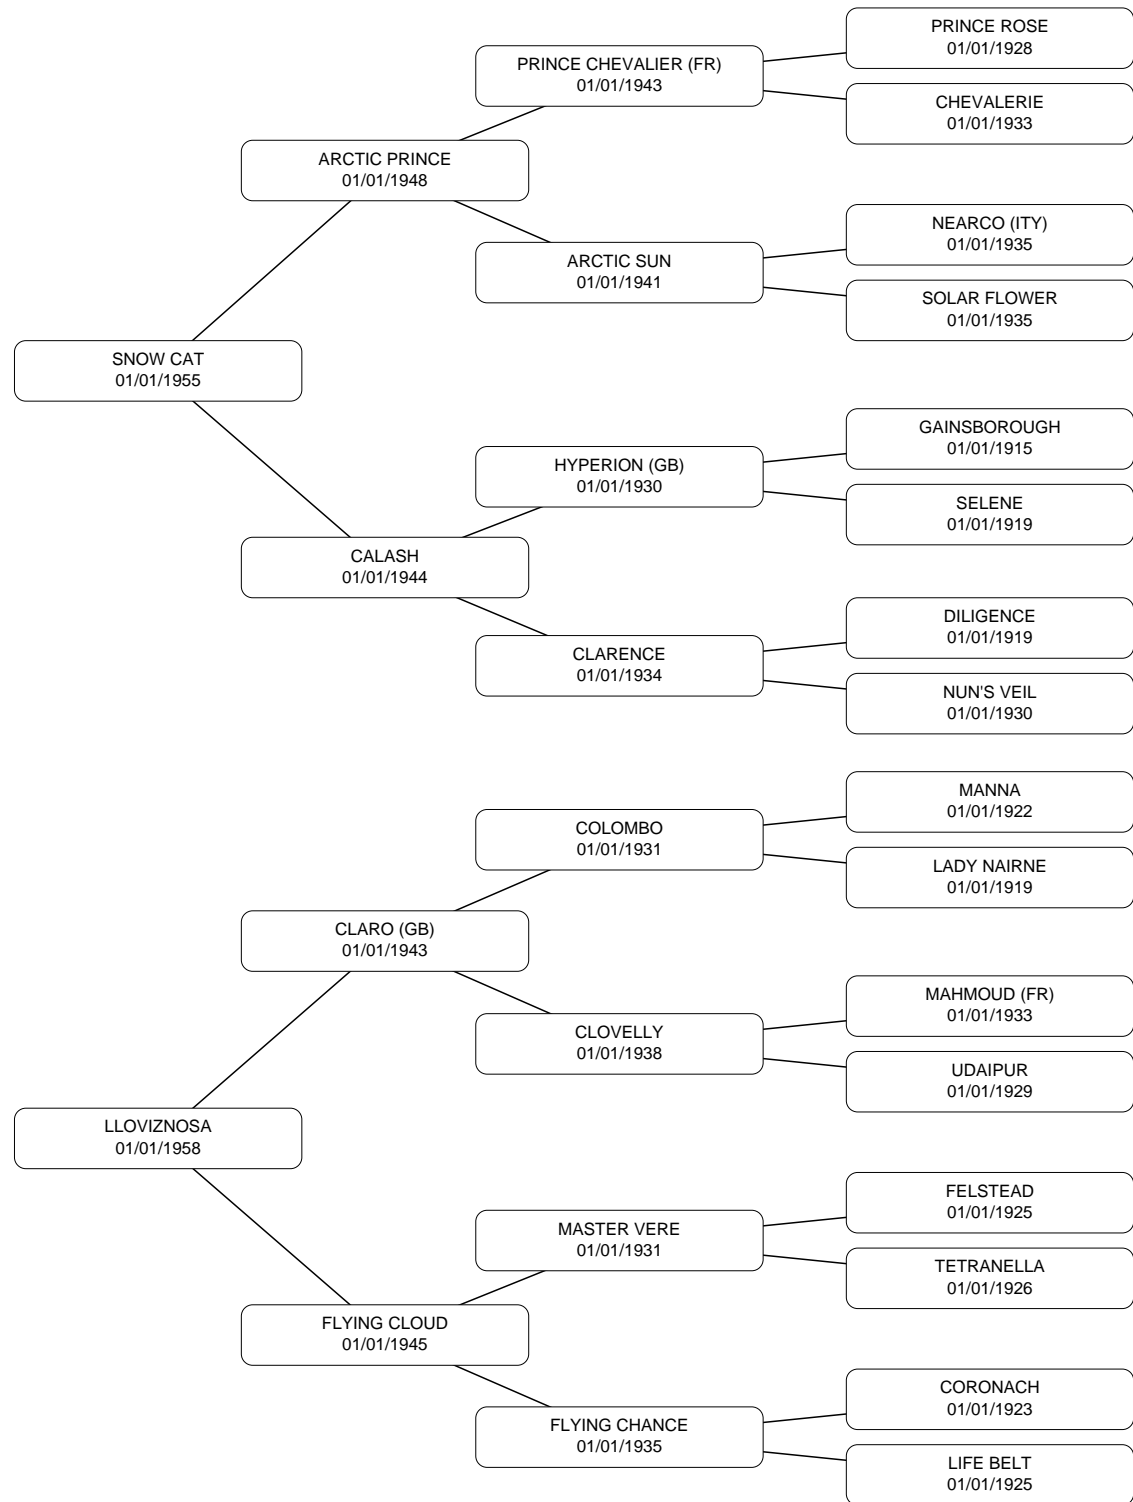 PRINCE ROSE
01/01/1928
PRINCE CHEVALIER (FR)
01/01/1943
CHEVALERIE
01/01/1933
ARCTIC PRINCE
01/01/1948
NEARCO (ITY)
01/01/1935
ARCTIC SUN
01/01/1941
SOLAR FLOWER
01/01/1935
SNOW CAT
01/01/1955
GAINSBOROUGH
01/01/1915
HYPERION (GB)
01/01/1930
SELENE
01/01/1919
CALASH
01/01/1944
DILIGENCE
01/01/1919
CLARENCE
01/01/1934
NUN'S VEIL
01/01/1930
MANNA
01/01/1922
COLOMBO
01/01/1931
LADY NAIRNE
01/01/1919
CLARO (GB)
01/01/1943
MAHMOUD (FR)
01/01/1933
CLOVELLY
01/01/1938
UDAIPUR
01/01/1929
LLOVIZNOSA
01/01/1958
FELSTEAD
01/01/1925
MASTER VERE
01/01/1931
TETRANELLA
01/01/1926
FLYING CLOUD
01/01/1945
CORONACH
01/01/1923
FLYING CHANCE
01/01/1935
LIFE BELT
01/01/1925